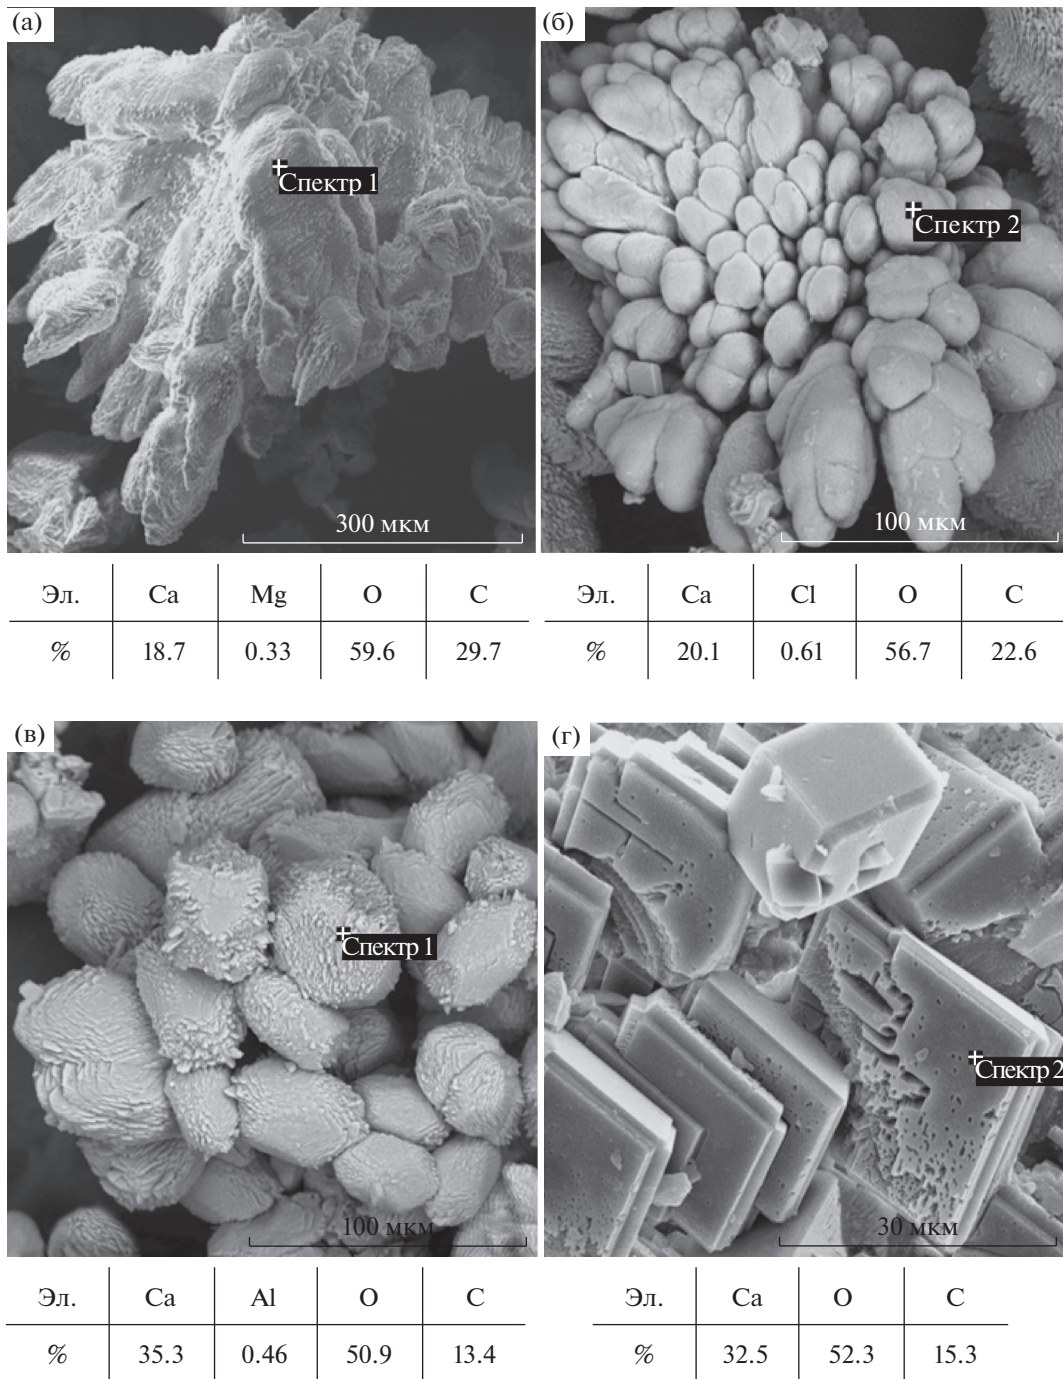 (а)
(б)
Спектр 1
Спектр 2
300 мкм
100 мкм
Эл. Ca Mg O C
% 18.7 0.33 59.6 29.7
Эл. Ca Cl O C
% 20.1 0.61 56.7 22.6
(в)
(г)
Спектр 1
Спектр 2
100 мкм
30 мкм
Эл. Ca Al O C
% 35.3 0.46 50.9 13.4
Эл. Ca O C
% 32.5 52.3 15.3